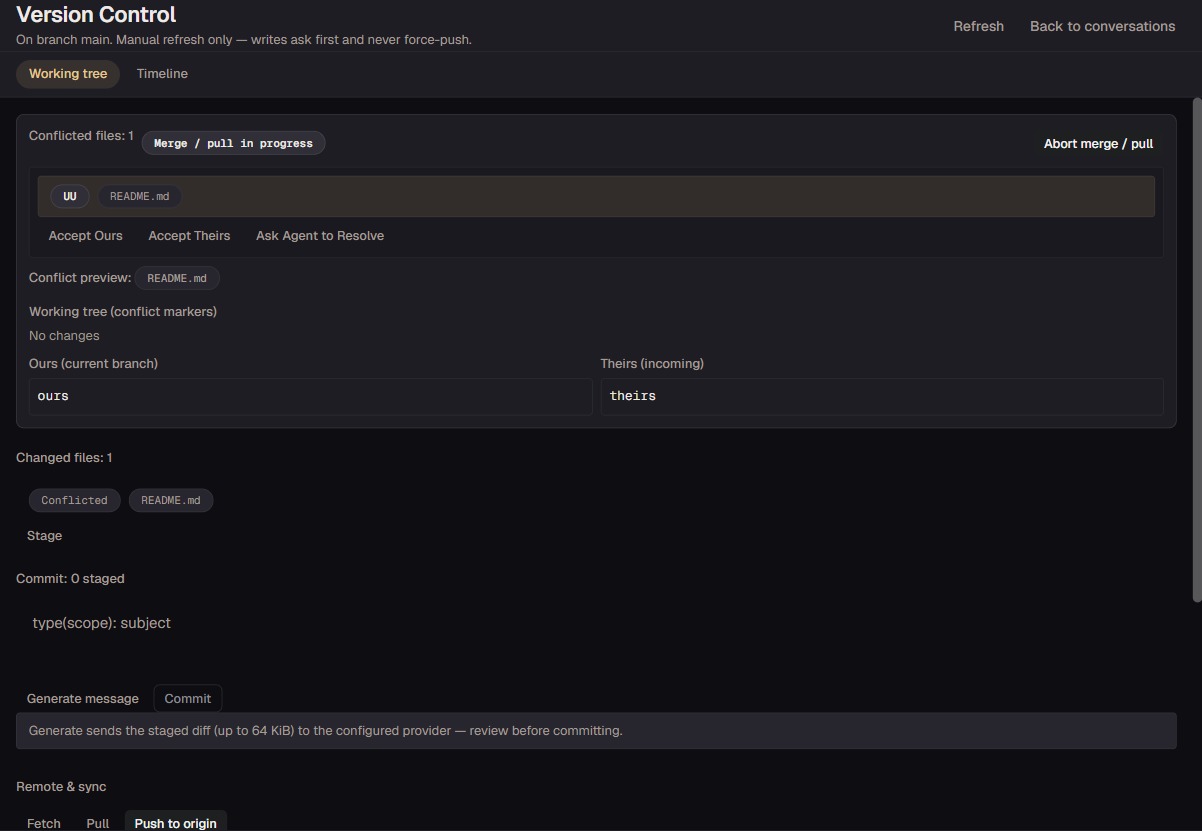 Version Control
On branch main. Manual refresh only — writes ask first and never force-push.
Refresh
Back to conversations
Working tree
Timeline
Conflicted files: 1
Merge / pull in progress
Abort merge / pull
UU
README.md
Accept Ours
Accept Theirs
Ask Agent to Resolve
Conflict preview:
README.md
Working tree (conflict markers)
No changes
Ours (current branch)
Theirs (incoming)
ours
theirs
Changed files: 1
Conflicted
README.md
Stage
Commit: 0 staged
type(scope): subject
Generate message
Commit
Generate sends the staged diff (up to 64 KiB) to the configured provider — review before committing.
Remote & sync
Fetch
Pull
Push to origin